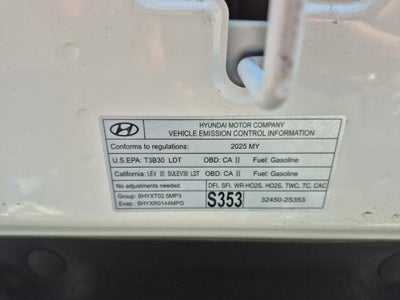 HYUNDAI MOTOR COMPANY
VEHICLE EMISSION CONTROL INFORMATION
Conforms to regulations: 2025 MY
U.S.EPA: T3B30 LDT OBD: CA II Fuel: Gasoline
California: LEV III SULEV30 LDT OBD: CA II Fuel: Gasoline
No adjustments needed. DFI, SFI, WR-HO2S, HO2S, TWC, TC, CAC
Group: SHYXT02.5MP3
Evap.: SHYXR0144MPG
S353 32450-2S353